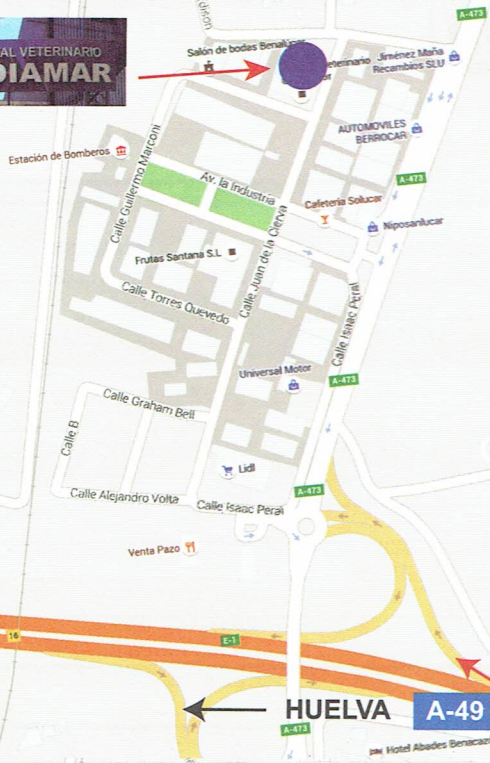 A-473
AL VETERINARIO
DIAMAR
Salón de bodas
Jiménez Maña
Recambios SLU
AUTOMOVILES
BERROCAR
A-473
Estación de Bomberos
Calle Guillermo Marconi
Av. la Industria
Cafetería Solucar
Niposanlucar
Frutas Santana S.L
Calle Juan de la Cierva
Calle Torres Quevedo
Calle Isaac Peral
Universal Motor
A-473
Calle Graham Bell
Calle B
Lidl
A-473
Calle Alejandro Volta
Calle Isaac Peral
Venta Pazo
16
E-1
HUELVA
A-49
A-473
Hotel Abades Benacaz